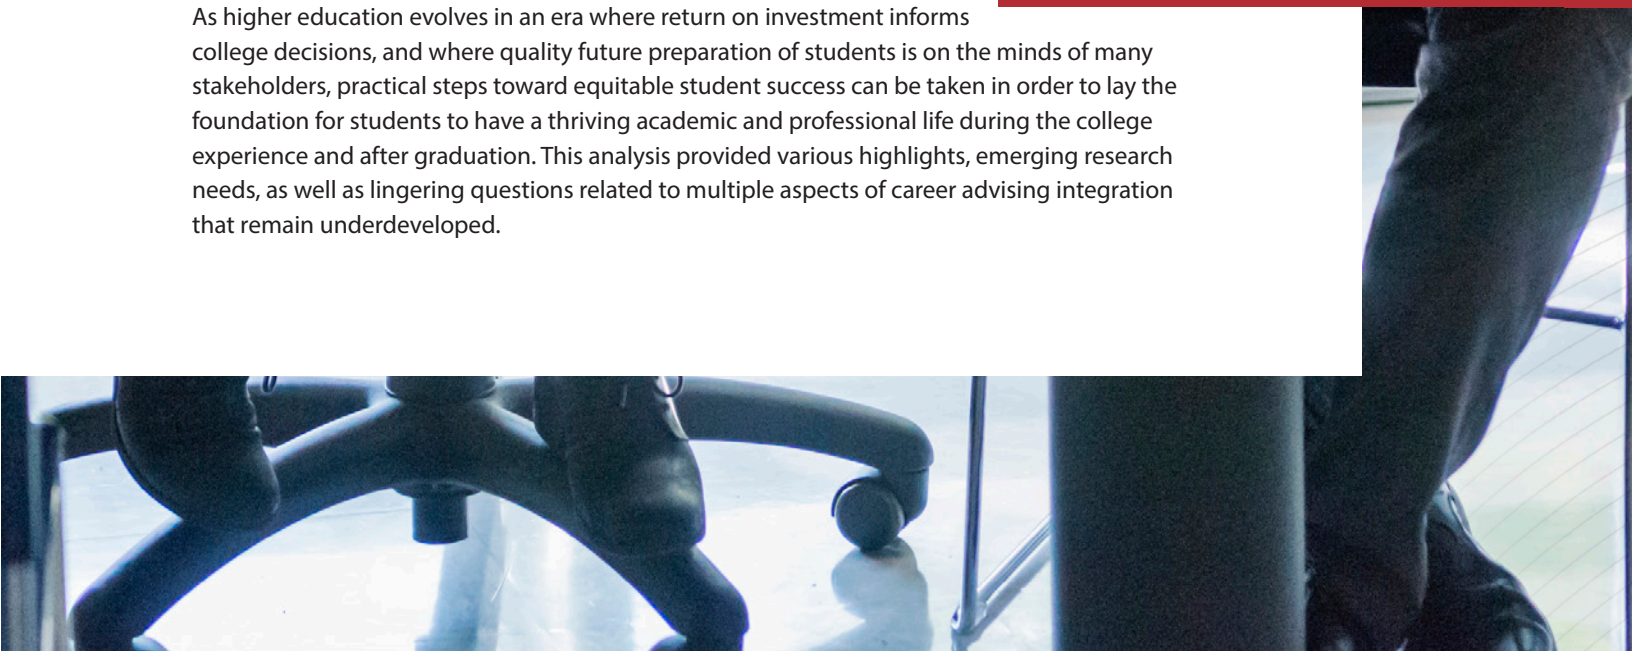 As higher education evolves in an era where return on investment informs
college decisions, and where quality future preparation of students is on the minds of many
stakeholders, practical steps toward equitable student success can be taken in order to lay the
foundation for students to have a thriving academic and professional life during the college
experience and after graduation. This analysis provided various highlights, emerging research
needs, as well as lingering questions related to multiple aspects of career advising integration
that remain underdeveloped.